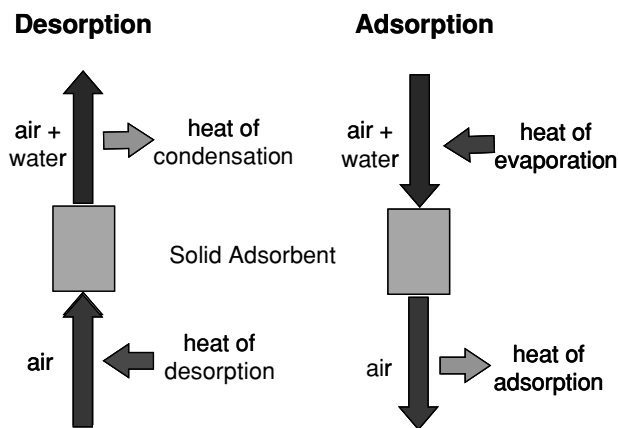 Desorption
Adsorption
air +
water
heat of
condensation
air +
water
heat of
evaporation
Solid Adsorbent
air
heat of
desorption
air
heat of
adsorption